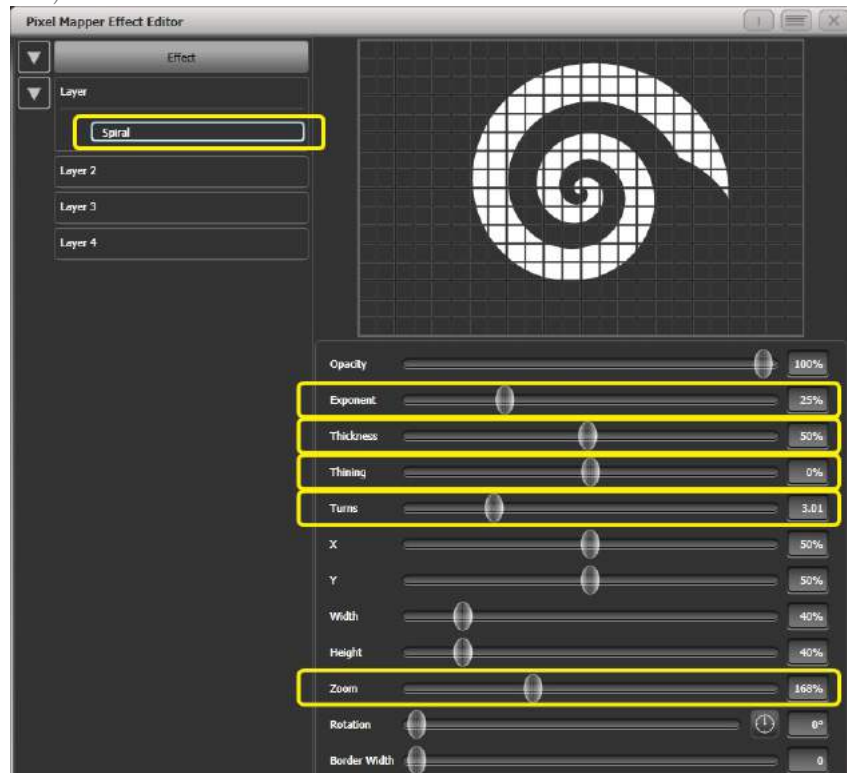 Pixel Mapper Effect Editor
Effect
Layer
Spiral
Layer 2
Layer 3
Layer 4
Opacity 100%
Exponent 25%
Thickness 50%
Thining 0%
Turns 3.01
X 50%
Y 50%
Width 40%
Height 40%
Zoom 168%
Rotation 0°
Border Width 0